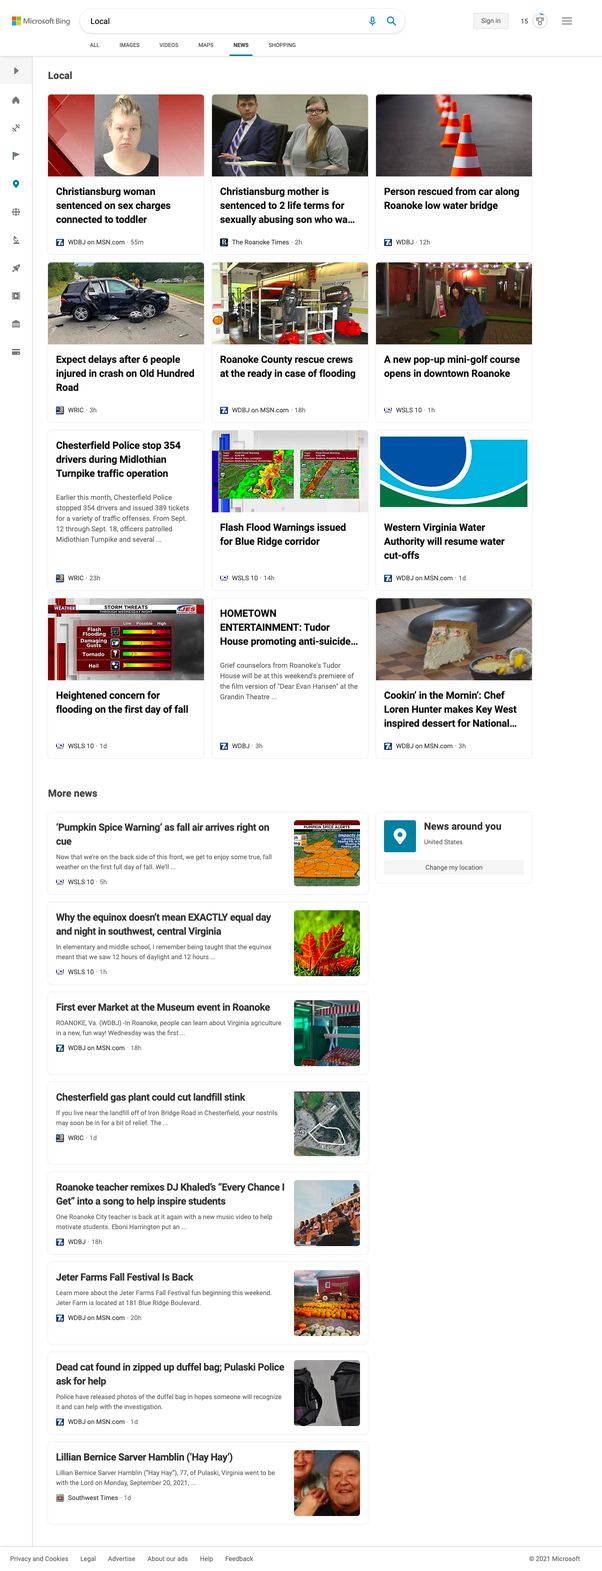 Microsoft Bing
Local
Sign in
15
ALL IMAGES VIDEOS MAPS NEWS SHOPPING
Local
Christiansburg woman
sentenced on sex charges
connected to toddler
WDBJ on MSN.com · 55m
Christiansburg mother is
sentenced to 2 life terms for
sexually abusing son who wa...
The Roanoke Times · 2h
Person rescued from car along
Roanoke low water bridge
WDBJ · 12h
Expect delays after 6 people
injured in crash on Old Hundred
Road
WRIC · 3h
Roanoke County rescue crews
at the ready in case of flooding
WDBJ on MSN.com · 18h
A new pop-up mini-golf course
opens in downtown Roanoke
WSLS 10 · 1h
Chesterfield Police stop 354
drivers during Midlothian
Turnpike traffic operation
Earlier this month, Chesterfield Police
stopped 354 drivers and issued 389 tickets
for a variety of traffic offenses. From Sept.
12 through Sept. 18, officers patrolled
Midlothian Turnpike and several ...
WRIC · 23h
Flash Flood Warnings issued
for Blue Ridge corridor
WSLS 10 · 14h
Western Virginia Water
Authority will resume water
cut-offs
WDBJ on MSN.com · 1d
WEATHER
STORM THREATS
THROUGH WEDNESDAY NIGHT
Low Possible High
Flash
Flooding
Damaging
Gusts
Tornado
Hail
Heightened concern for
flooding on the first day of fall
WSLS 10 · 1d
HOMETOWN
ENTERTAINMENT: Tudor
House promoting anti-suicide...
Grief counselors from Roanoke's Tudor
House will be at this weekend's premiere of
the film version of "Dear Evan Hansen" at the
Grandin Theatre ...
WDBJ · 3h
Cookin' in the Mornin': Chef
Loren Hunter makes Key West
inspired dessert for National...
WDBJ on MSN.com · 3h
More news
'Pumpkin Spice Warning' as fall air arrives right on
cue
Now that we're on the back side of this front, we get to enjoy some true, fall
weather on the first full day of fall. We'll ...
WSLS 10 · 5h
PUMPKIN SPICE ALERTS
News around you
United States
Change my location
Why the equinox doesn't mean EXACTLY equal day
and night in southwest, central Virginia
In elementary and middle school, I remember being taught that the equinox
meant that we saw 12 hours of daylight and 12 hours ...
WSLS 10 · 1h
First ever Market at the Museum event in Roanoke
ROANOKE, Va. (WDBJ) -In Roanoke, people can learn about Virginia agriculture
in a new, fun way! Wednesday was the first ...
WDBJ on MSN.com · 18h
Chesterfield gas plant could cut landfill stink
If you live near the landfill off of Iron Bridge Road in Chesterfield, your nostrils
may soon be in for a bit of relief. The ...
WRIC · 1d
Roanoke teacher remixes DJ Khaled's "Every Chance I
Get" into a song to help inspire students
One Roanoke City teacher is back at it again with a new music video to help
motivate students. Eboni Harrington put an ...
WDBJ · 18h
Jeter Farms Fall Festival Is Back
Learn more about the Jeter Farms Fall Festival fun beginning this weekend.
Jeter Farm is located at 181 Blue Ridge Boulevard.
WDBJ on MSN.com · 20h
Dead cat found in zipped up duffel bag; Pulaski Police
ask for help
Police have released photos of the duffel bag in hopes someone will recognize
it and can help with the investigation.
WDBJ on MSN.com · 1d
Lillian Bernice Sarver Hamblin ('Hay Hay')
Lillian Bernice Sarver Hamblin ("Hay Hay"), 77, of Pulaski, Virginia went to be
with the Lord on Monday, September 20, 2021, ...
Southwest Times · 1d
Privacy and Cookies Legal Advertise About our ads Help Feedback
© 2021 Microsoft